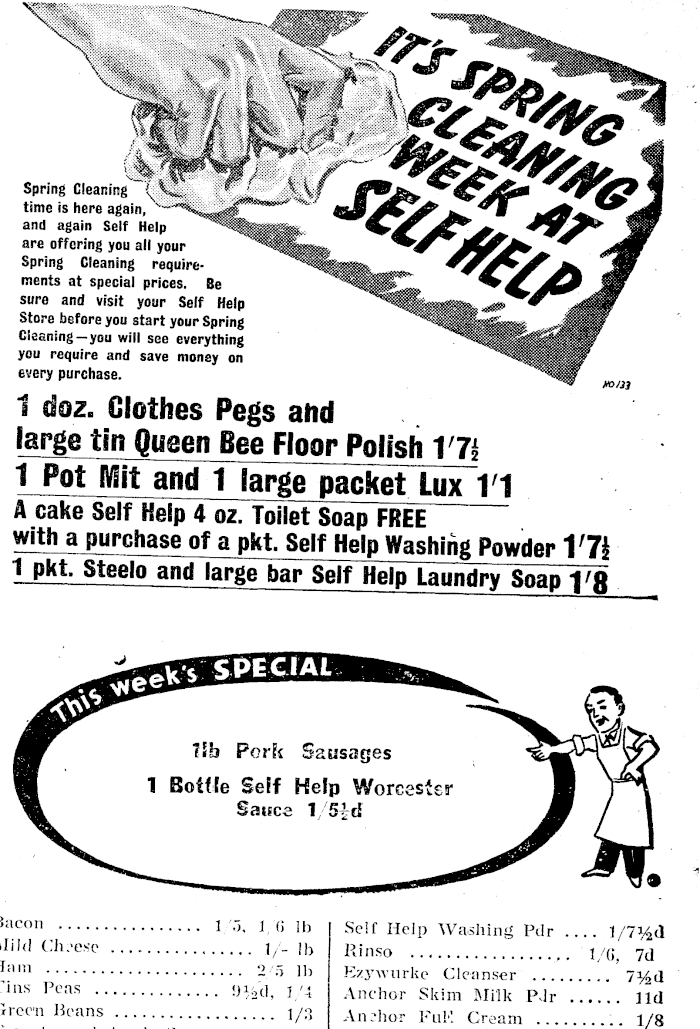 IT'S SPRING
CLEANING
WEEK AT
SELF HELP
Spring Cleaning
time is here again,
and again Self Help
are offering you all your
Spring Cleaning require-
ments at special prices. Be
sure and visit your Self Help
Store before you start your Spring
Cleaning—you will see everything
you require and save money on
every purchase.
NO 133
1 doz. Clothes Pegs and
large tin Queen Bee Floor Polish 1'7½
1 Pot Mit and 1 large packet Lux 1'1
A cake Self Help 4 oz. Toilet Soap FREE
with a purchase of a pkt. Self Help Washing Powder 1'7½
1 pkt. Steelo and large bar Self Help Laundry Soap 1'8
This week's SPECIAL
1lb Pork Sausages
1 Bottle Self Help Worcester
Sauce 1/5½d
Bacon ................. 1/5, 1/6 lb
Mild Cheese ............... 1/- lb
Ham ..................... 2/5 lb
Tins Peas ............ 9½d, 1/4
Green Beans ................ 1/3
Self Help Washing Pdr .... 1/7½d
Rinso ................ 1/6, 7d
Ezywurke Cleanser ......... 7½d
Anchor Skim Milk Pdr ...... 11d
Anchor Full Cream .......... 1/8